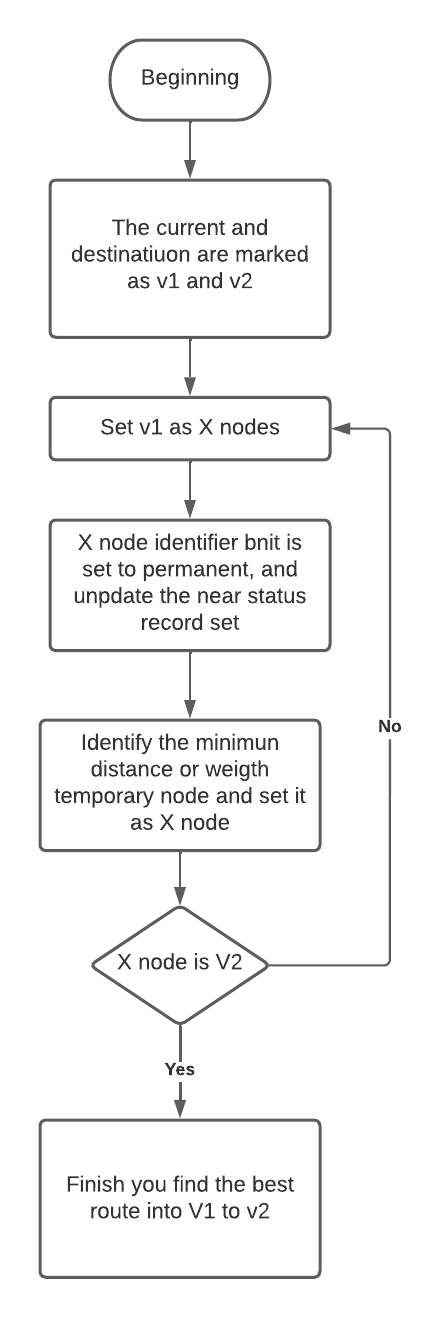 Beginning
The current and
destinatiuon are marked
as v1 and v2
Set v1 as X nodes
X node identifier bnit is
set to permanent, and
unpdate the near status
record set
Identify the minimun
distance or weigth
temporary node and set it
as X node
No
X node is V2
Yes
Finish you find the best
route into V1 to v2